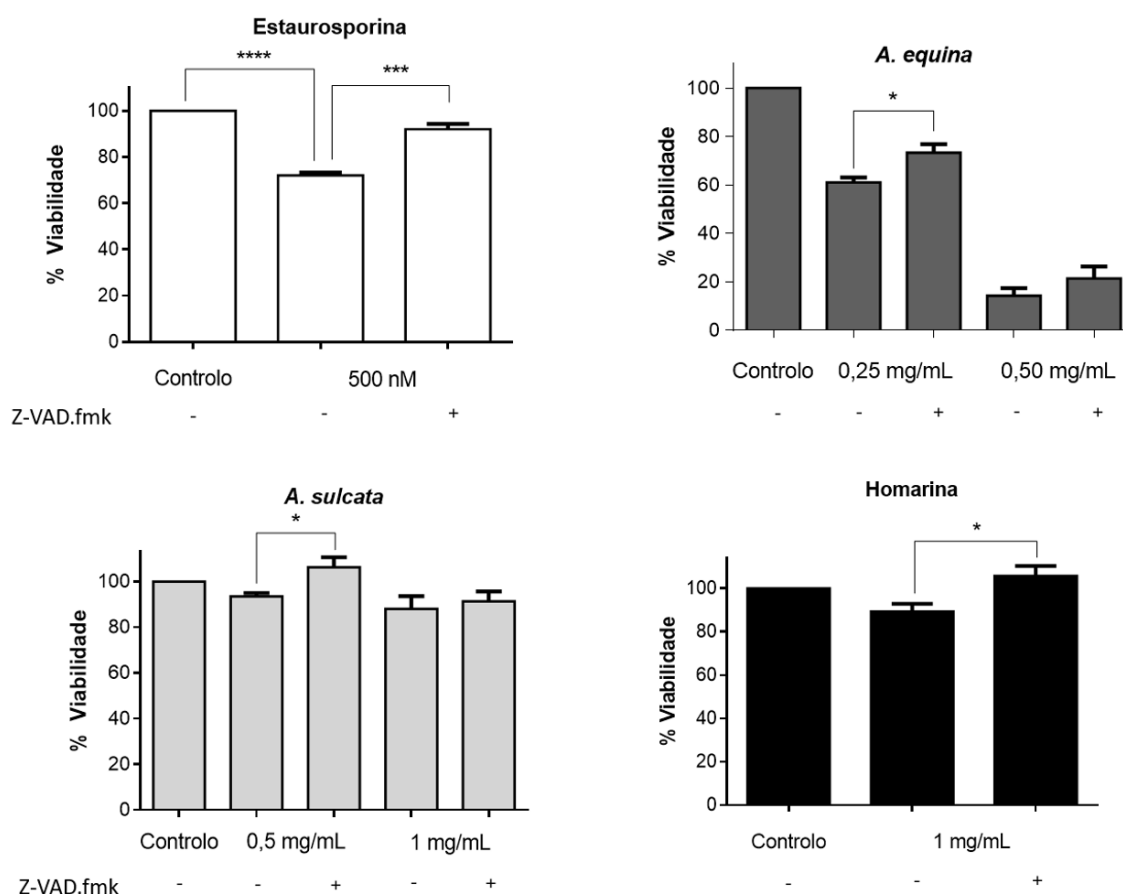 Estaurosporina
**** ***
% Viabilidade
100
80
60
40
20
0
Controlo 500 nM
Z-VAD.fmk - - +
A. equina
*
% Viabilidade
100
80
60
40
20
0
Controlo 0,25 mg/mL 0,50 mg/mL
- - + - +
A. sulcata
*
% Viabilidade
100
80
60
40
20
0
Controlo 0,5 mg/mL 1 mg/mL
Z-VAD.fmk - - + - +
Homarina
*
% Viabilidade
100
80
60
40
20
0
Controlo 1 mg/mL
- - +